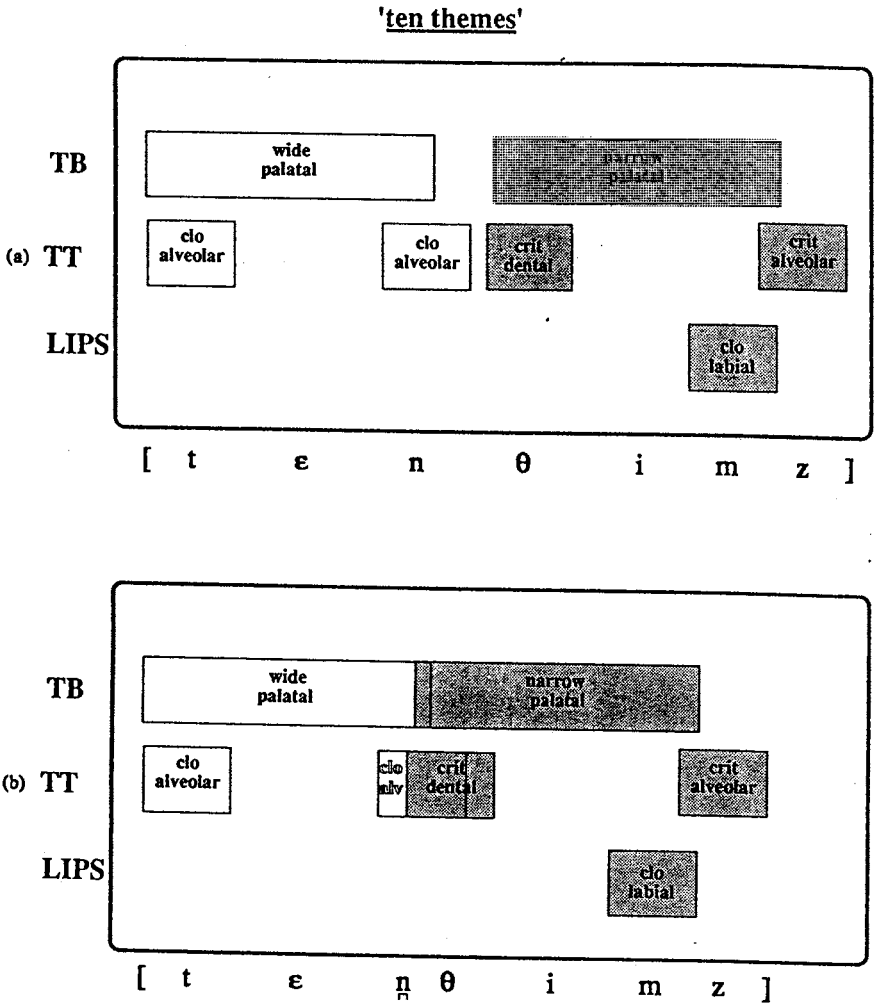 'ten themes'
wide
palatal
narrow
palatal
TB
clo
alveolar
clo
alveolar
crit
dental
crit
alveolar
(a) TT
clo
labial
LIPS
[ t ɛ n θ i m z ]
wide
palatal
narrow
palatal
TB
clo
alveolar
clo
alv
crit
dental
crit
alveolar
(b) TT
clo
labial
LIPS
[ t ɛ n̪ θ i m z ]